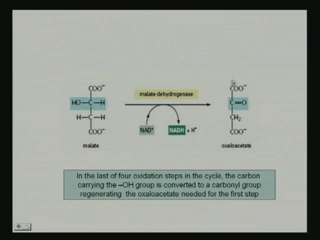 COO⁻ COO⁻
malate dehydrogenase
HO—C—H C=O
H—C—H CH₂
COO⁻ NAD⁺ NADH + H⁺ COO⁻
malate oxaloacetate
In the last of four oxidation steps in the cycle, the carbon
carrying the –OH group is converted to a carbonyl group
regenerating the oxaloacetate needed for the first step